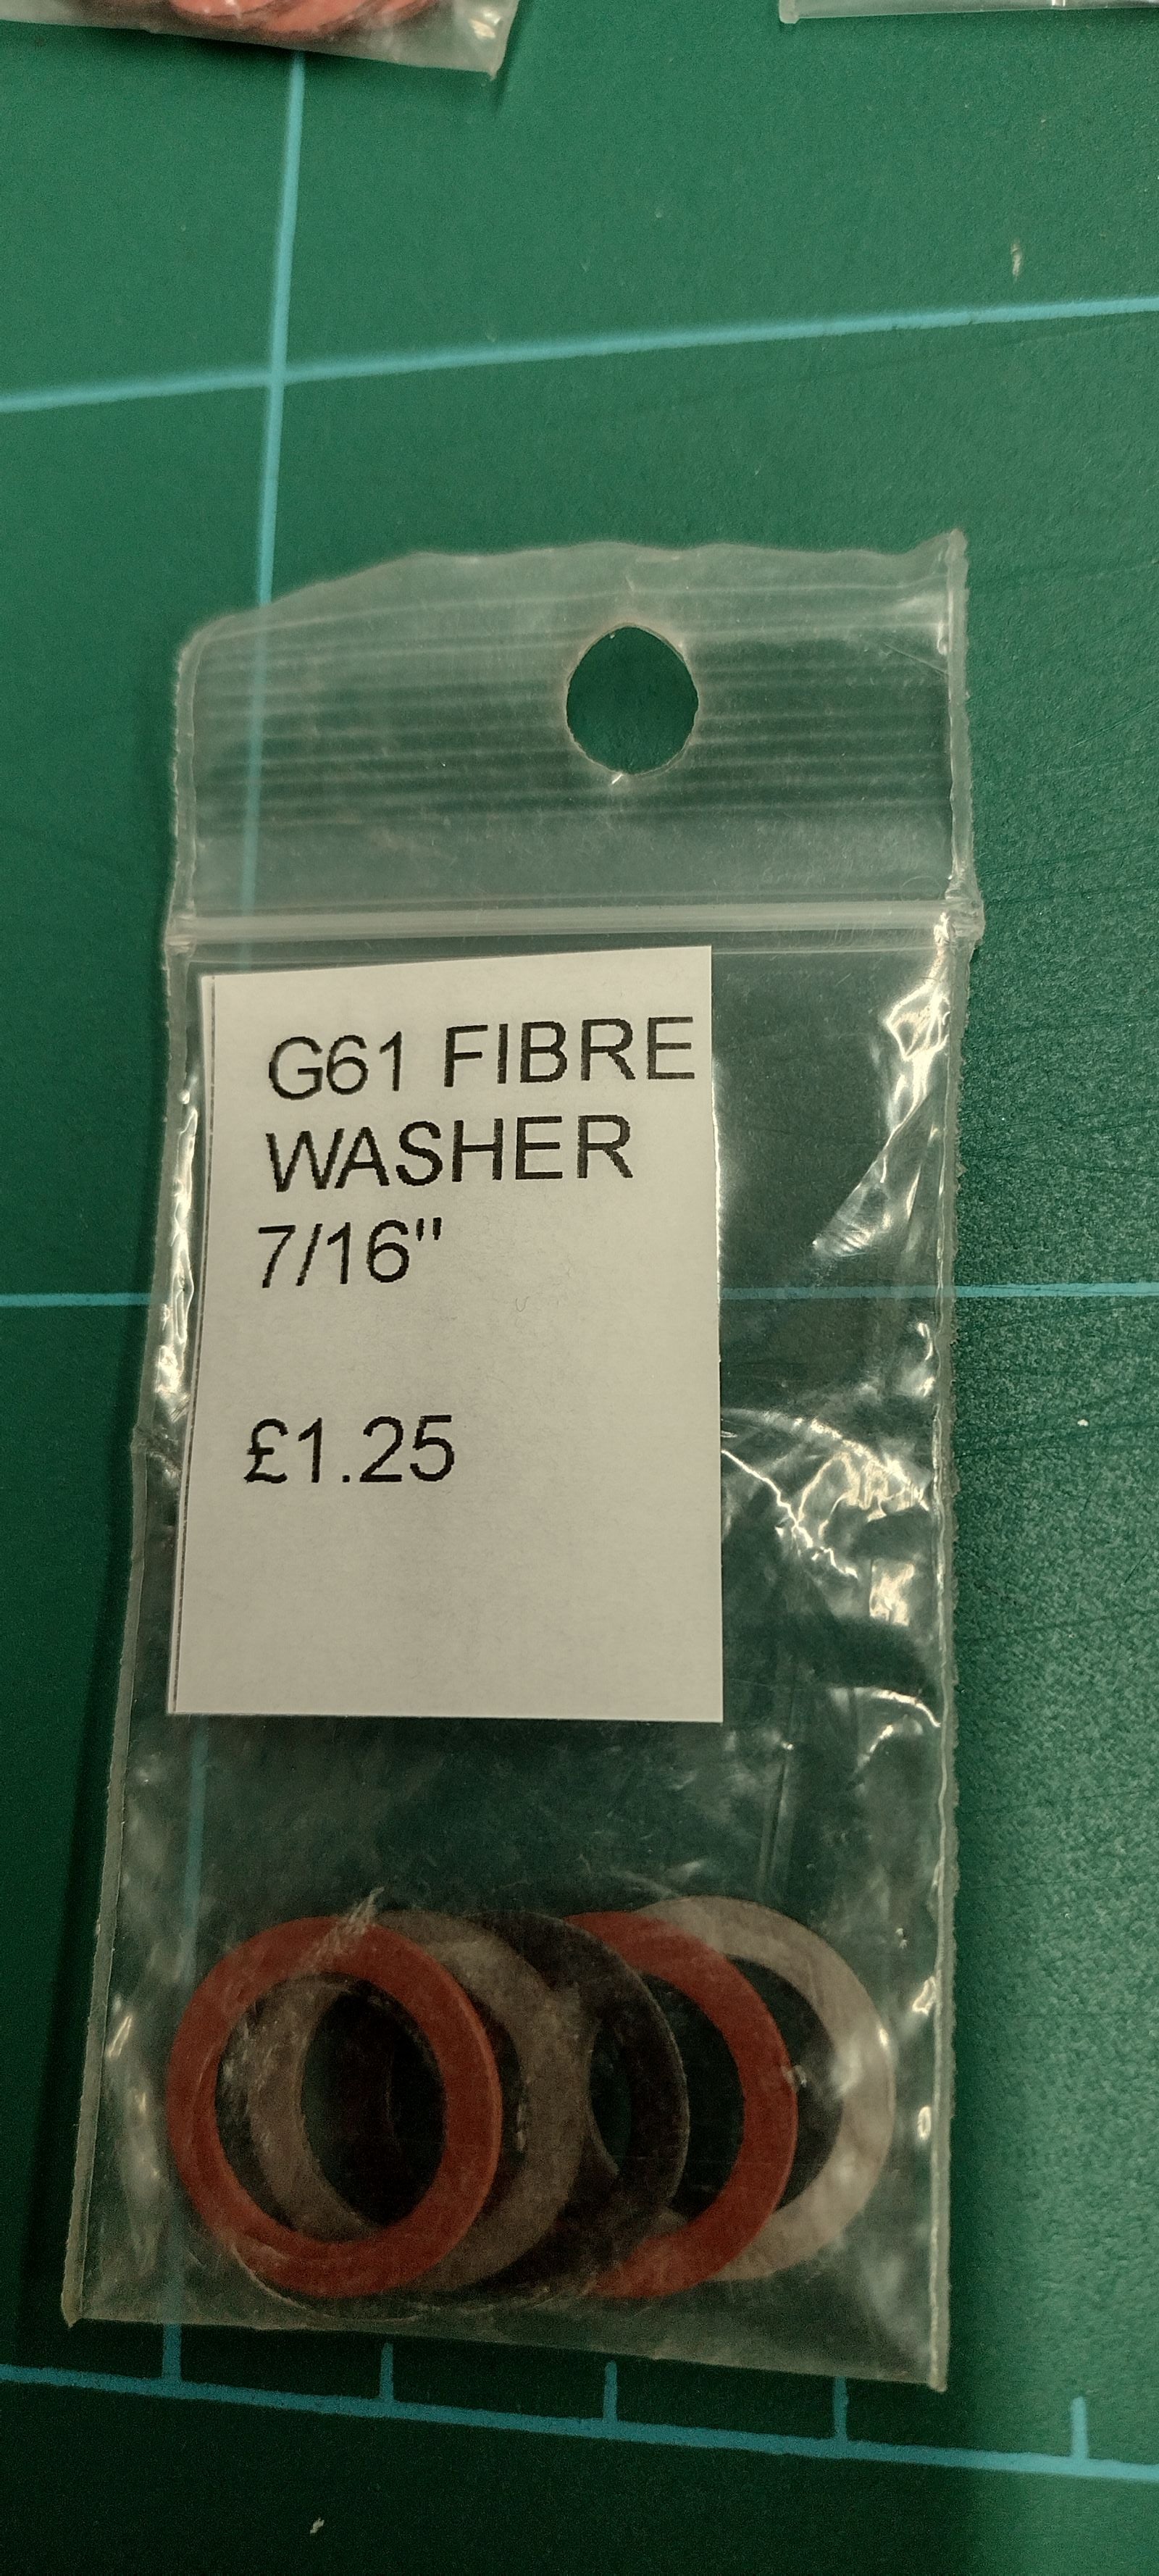 G61 FIBRE
WASHER
7/16"
£1.25